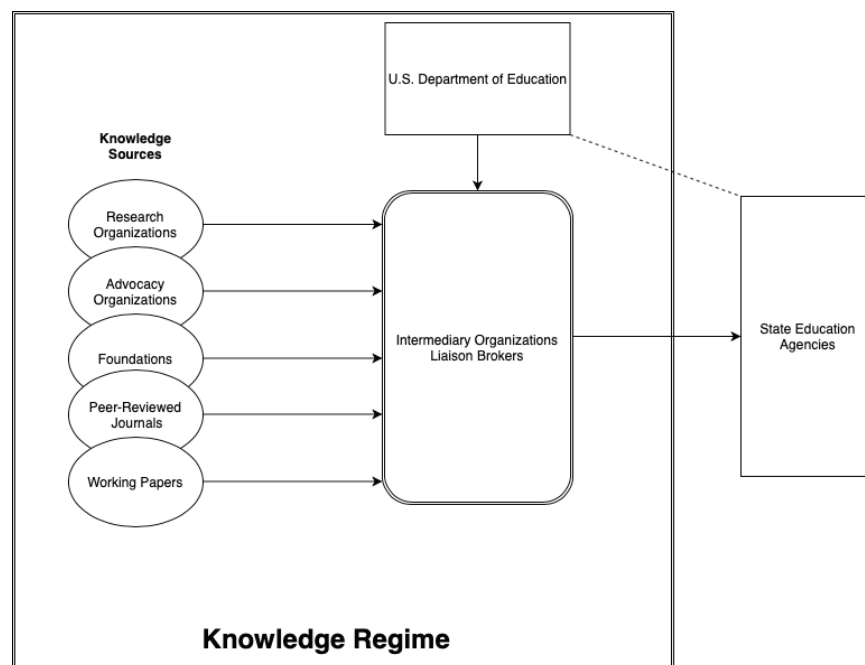 U.S. Department of Education
Knowledge
Sources
Research
Organizations
Advocacy
Organizations
Foundations
Peer-Reviewed
Journals
Working Papers
Intermediary Organizations
Liaison Brokers
State Education
Agencies
Knowledge Regime